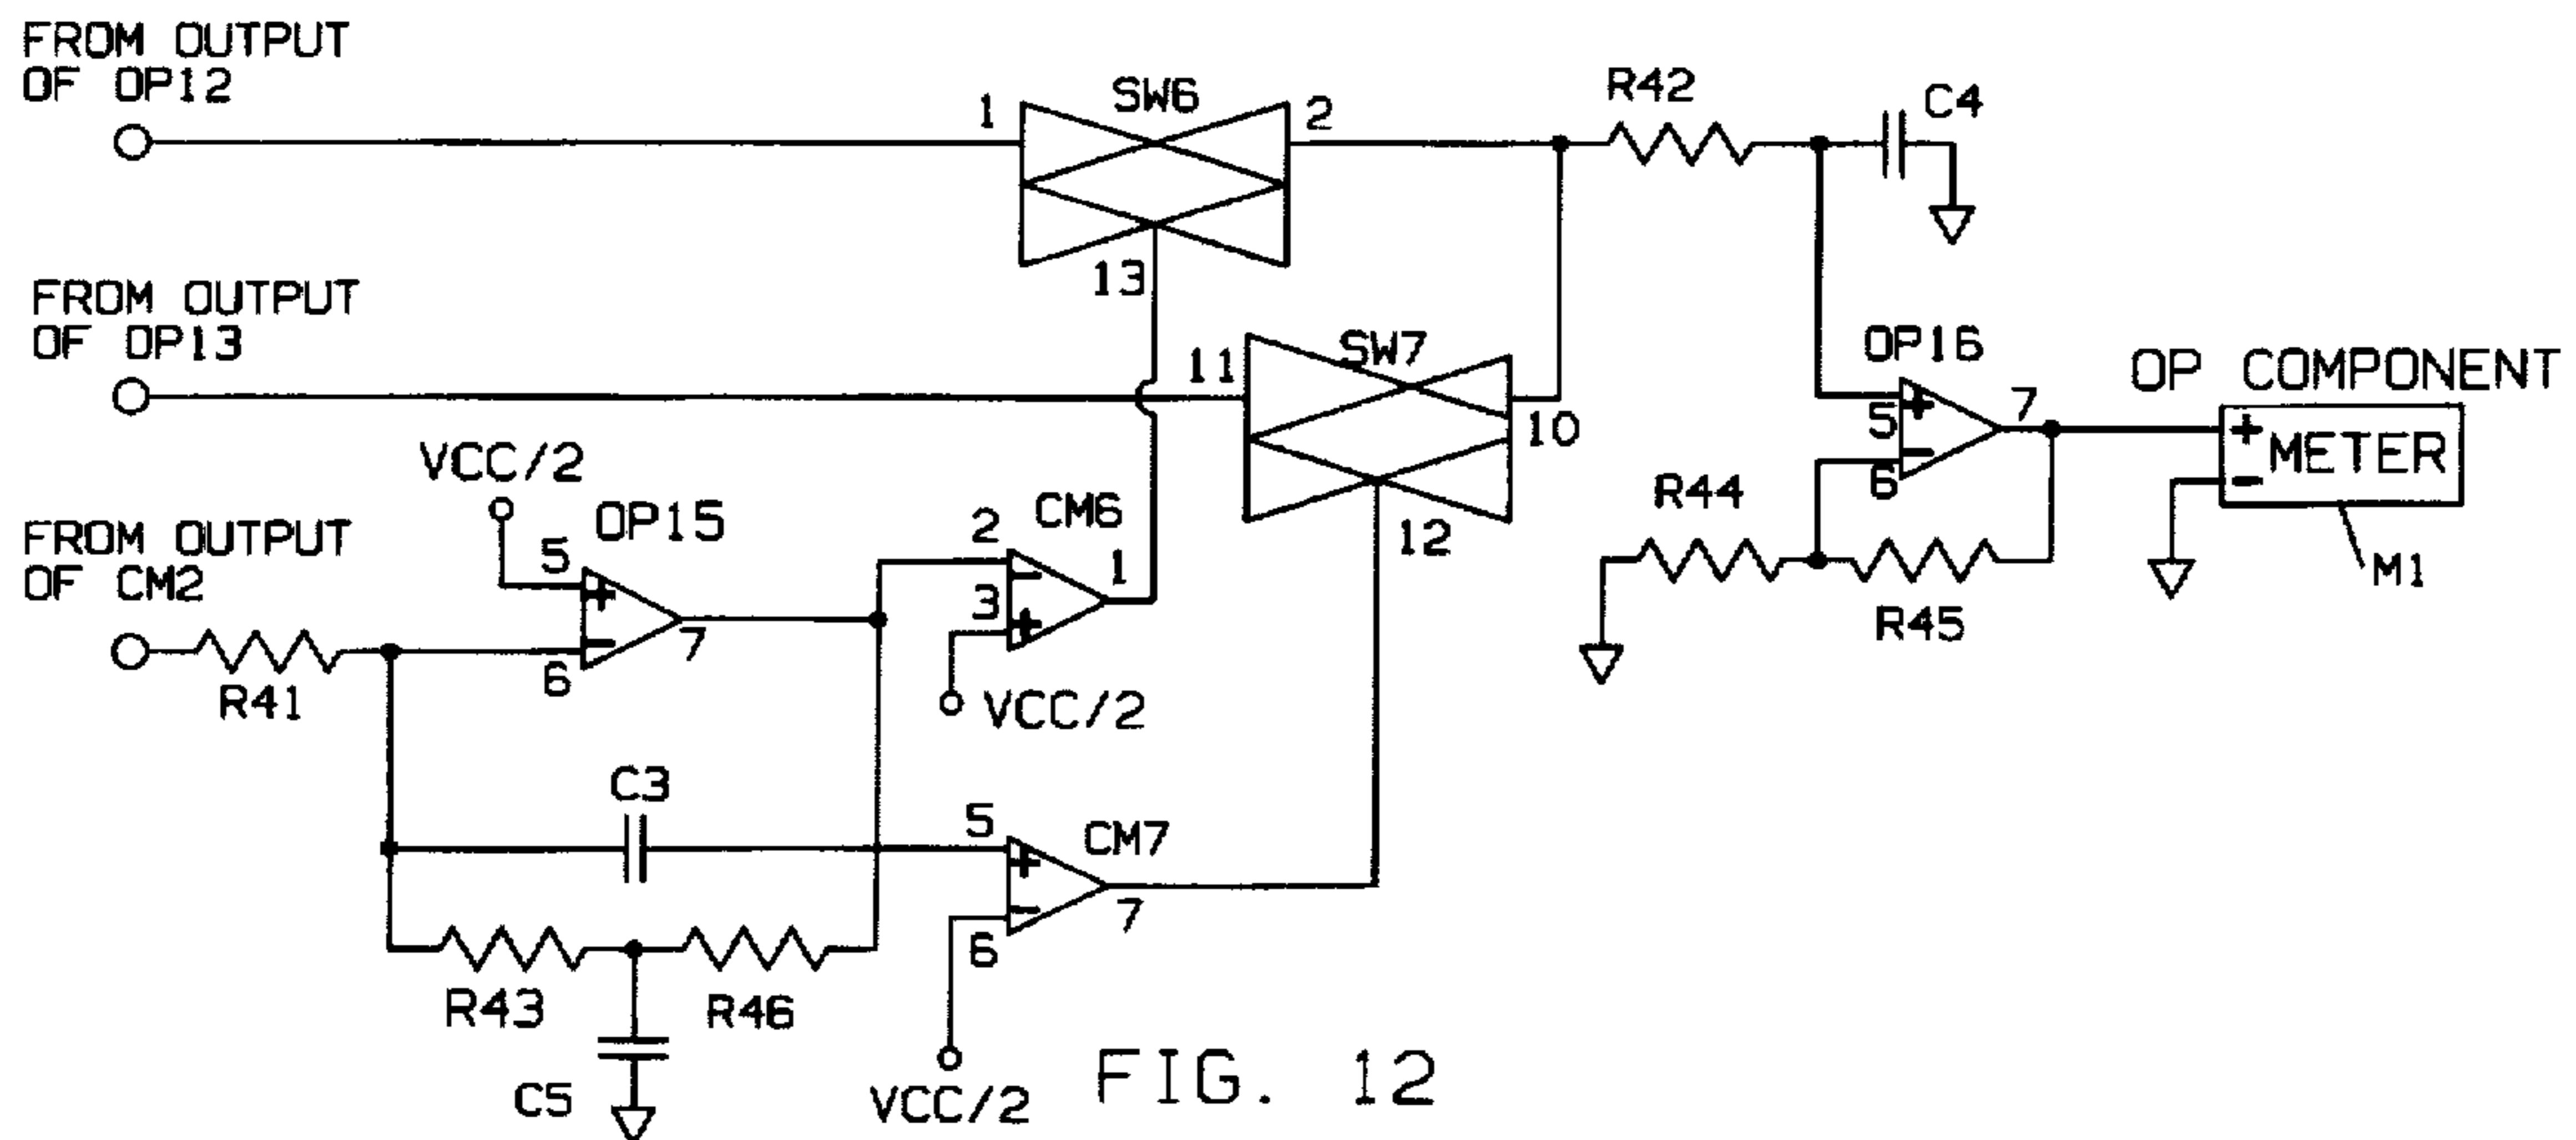 FROM OUTPUT
OF OP12
1
SW6
2
R42
C4
13
FROM OUTPUT
OF OP13
11
SW7
10
12
OP16
5
+
6
-
7
OP COMPONENT
+
METER
-
M1
R44
R45
VCC/2
OP15
5
+
6
-
7
FROM OUTPUT
OF CM2
R41
2
CM6
-
3
+
1
VCC/2
C3
5
CM7
+
-
6
7
R43
R46
C5
VCC/2
FIG. 12